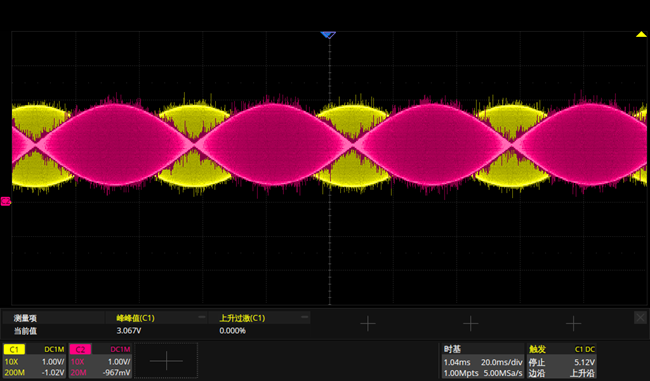 测量项 峰峰值(C1) 上升过激(C1)
当前值 3.067V 0.000%
C1 DC1M C2 DC1M 时基 触发 C1 DC
10X 1.00V/ 10X 1.00V/ 1.04ms 20.0ms/div 停止 5.12V
200M -1.02V 20M -967mV 1.00Mpts 5.00MSa/s 边沿 上升沿